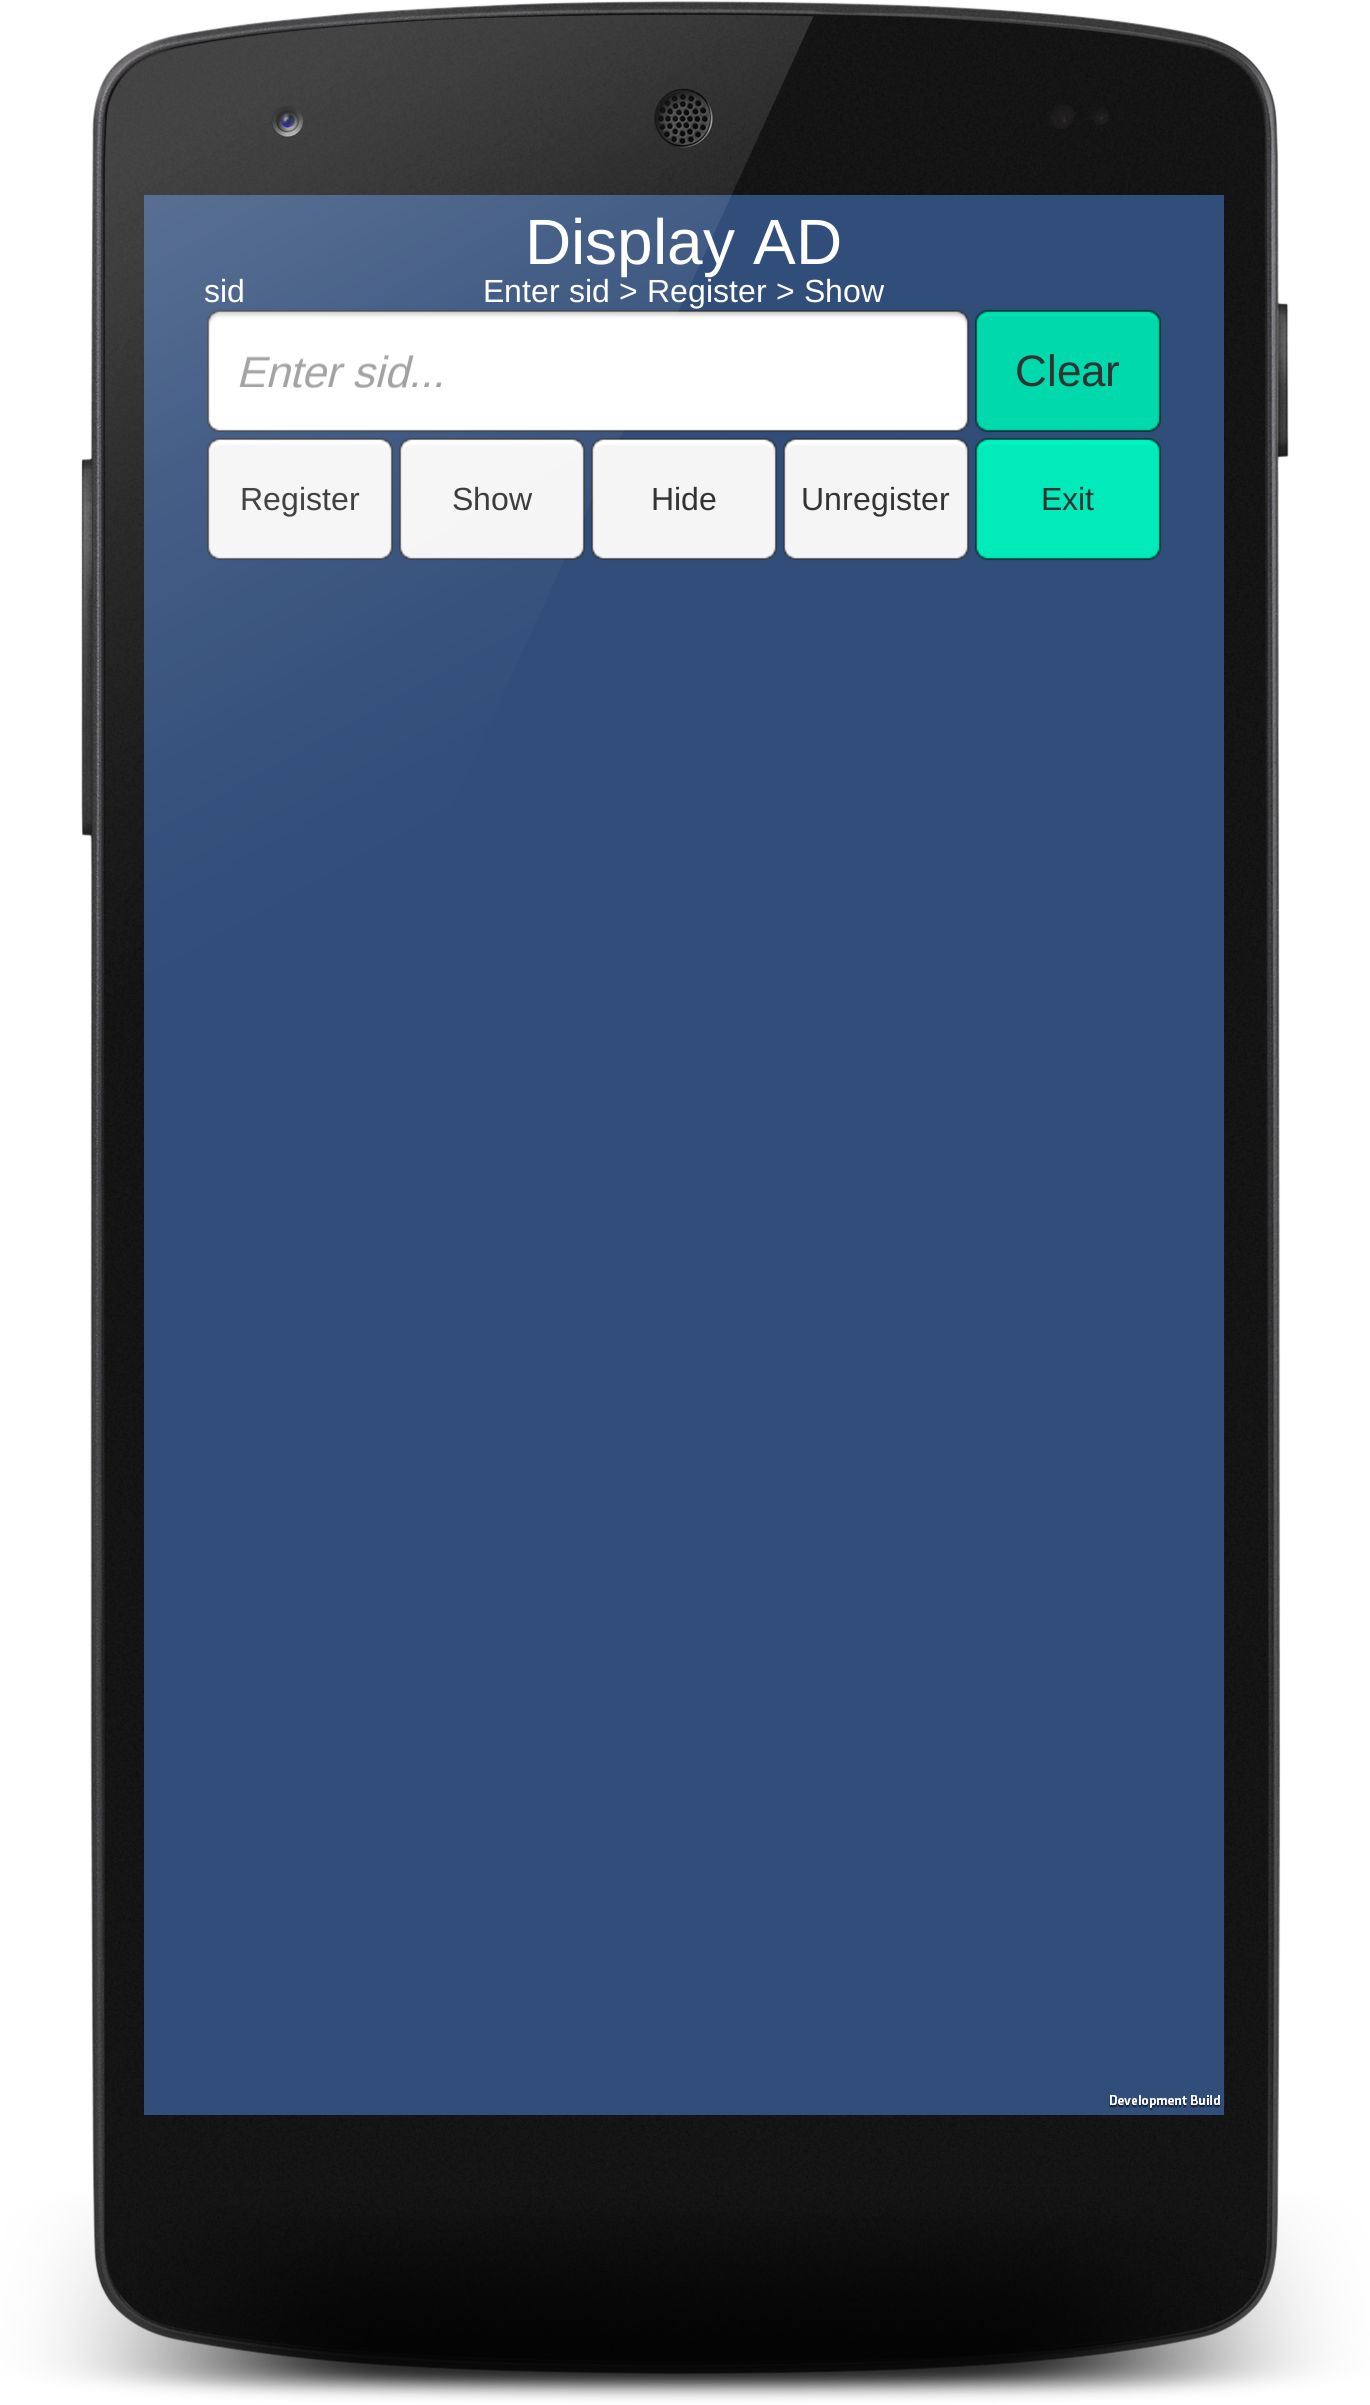 Display AD
sid
Enter sid > Register > Show
Enter sid...
Clear
Register
Show
Hide
Unregister
Exit
Development Build